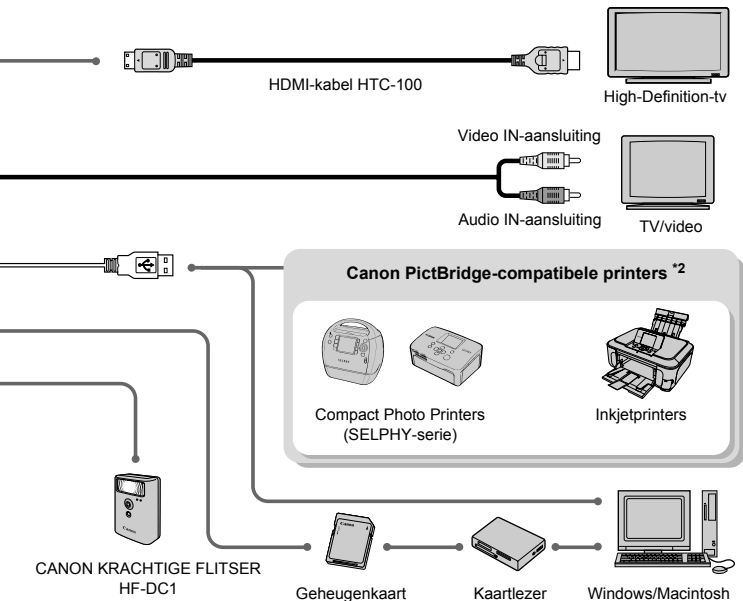 HDMI-kabel HTC-100
High-Definition-tv
Video IN-aansluiting
Audio IN-aansluiting
TV/video
Canon PictBridge-compatibele printers *2
Compact Photo Printers
(SELPHY-serie)
Inkjetprinters
CANON KRACHTIGE FLITSER
HF-DC1
Geheugenkaart
Kaartlezer
Windows/Macintosh